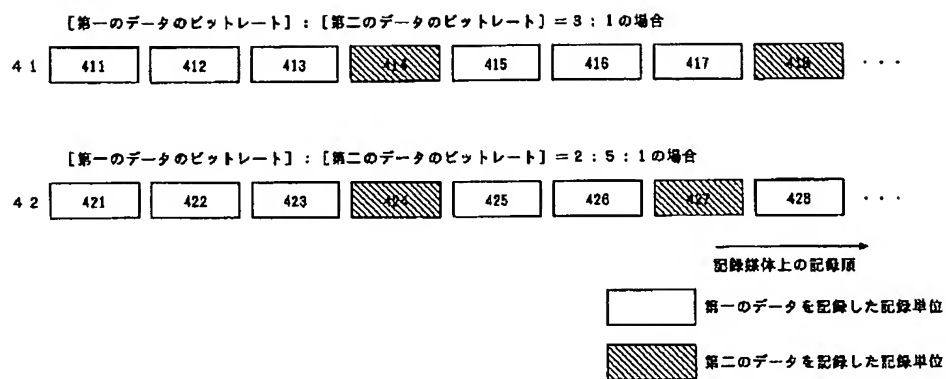 [第一のデータのビットレート]:[第二のデータのビットレート]=3:1の場合
41 411 412 413 414 415 416 417 418 ・・・
[第一のデータのビットレート]:[第二のデータのビットレート]=2:5:1の場合
42 421 422 423 424 425 426 427 428 ・・・
記録媒体上の記録順
第一のデータを記録した記録単位
第二のデータを記録した記録単位